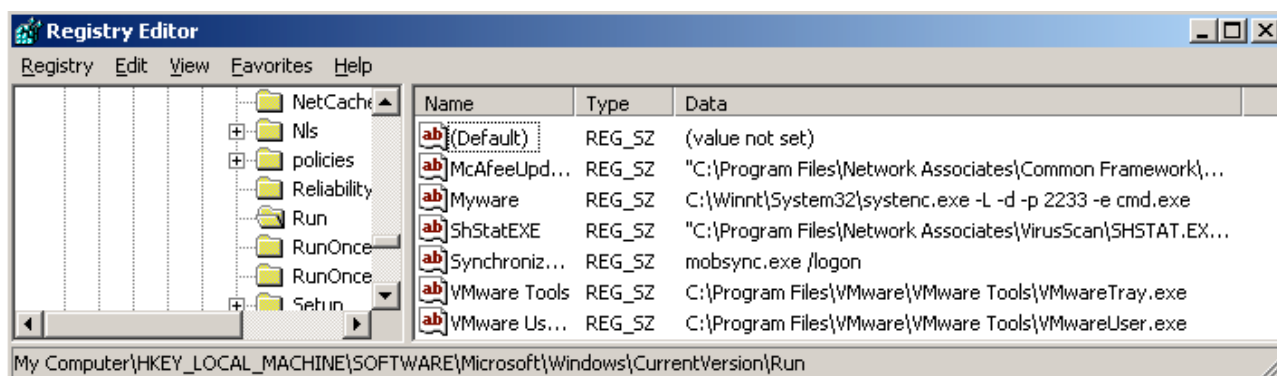 Registry Editor
Registry Edit View Favorites Help
NetCache
Nls
policies
Reliability
Run
RunOnce
RunOnce
Setup
Name Type Data
(Default) REG_SZ (value not set)
McAfeeUpd... REG_SZ "C:\Program Files\Network Associates\Common Framework\...
Myware REG_SZ C:\Winnt\System32\systenc.exe -L -d -p 2233 -e cmd.exe
ShStatEXE REG_SZ "C:\Program Files\Network Associates\VirusScan\SHSTAT.EX...
Synchroniz... REG_SZ mobsync.exe /logon
VMware Tools REG_SZ C:\Program Files\VMware\VMware Tools\VMwareTray.exe
VMware Us... REG_SZ C:\Program Files\VMware\VMware Tools\VMwareUser.exe
My Computer\HKEY_LOCAL_MACHINE\SOFTWARE\Microsoft\Windows\CurrentVersion\Run